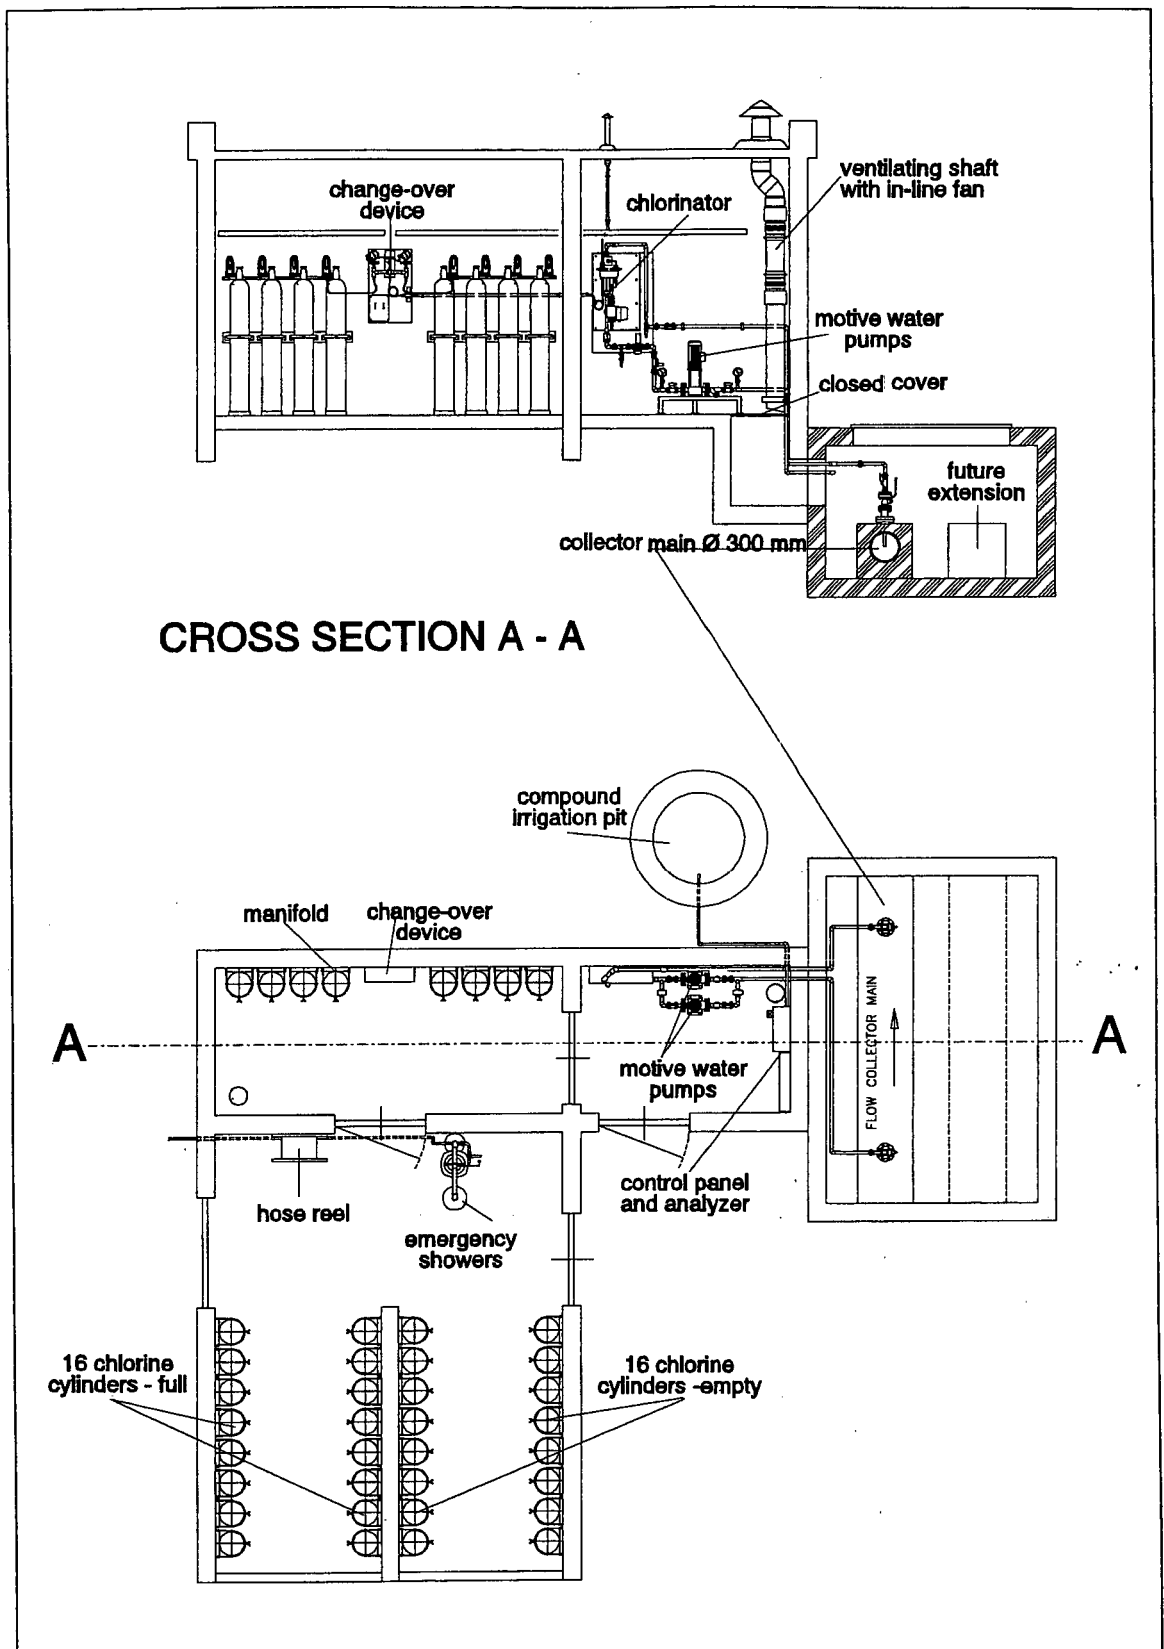 change-over
device
chlorinator
ventilating shaft
with in-line fan
motive water
pumps
closed cover
future
extension
collector main Ø 300 mm
CROSS SECTION A - A
compound
irrigation pit
manifold
change-over
device
A
A
FLOW COLLECTOR MAIN
motive water
pumps
control panel
and analyzer
hose reel
emergency
showers
16 chlorine
cylinders - full
16 chlorine
cylinders -empty